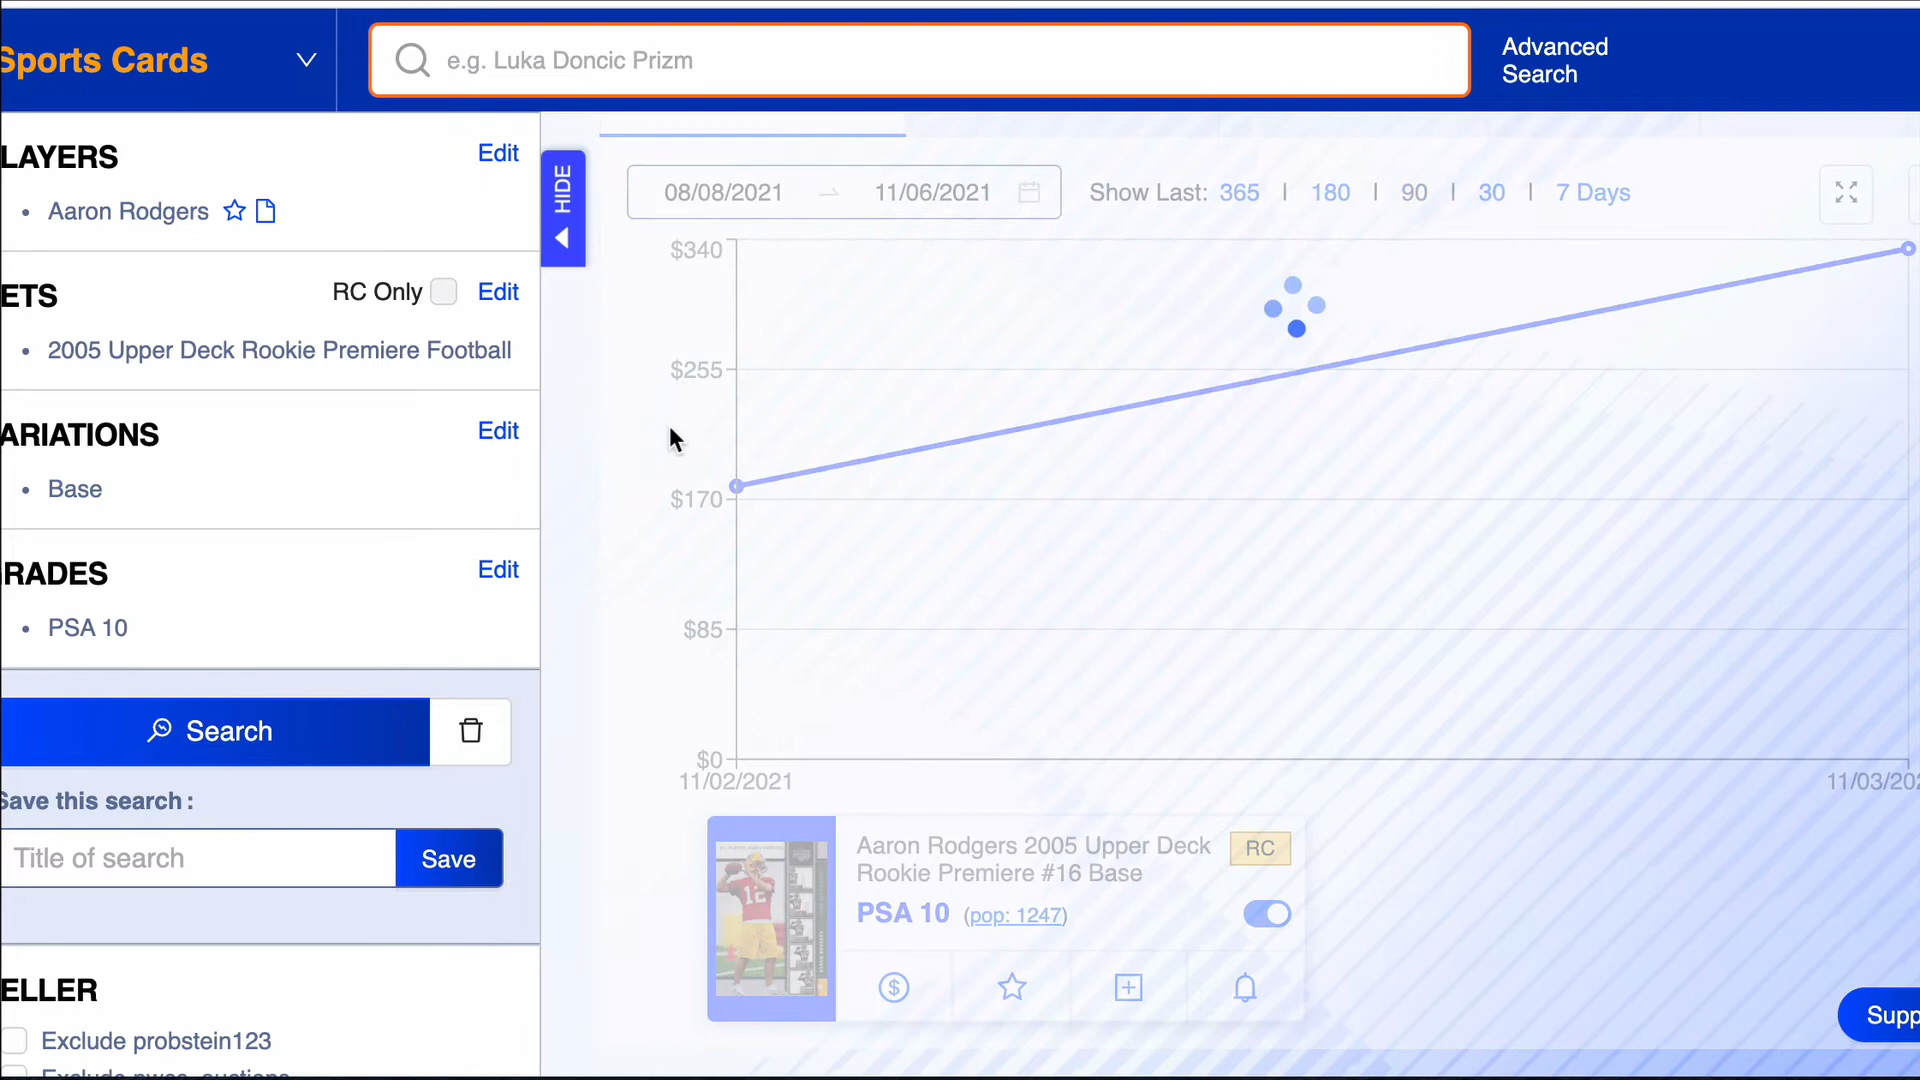 Sports Cards
e.g. Luka Doncic Prizm
Advanced
Search
LAYERS
Edit
Aaron Rodgers
ETS
RC Only
Edit
2005 Upper Deck Rookie Premiere Football
ARIATIONS
Edit
Base
RADES
Edit
PSA 10
Search
Save this search :
Title of search
Save
ELLER
Exclude probstein123
HIDE
08/08/2021
11/06/2021
Show Last: 365 | 180 | 90 | 30 | 7 Days
$340
$255
$170
$85
$0
11/02/2021
11/03/202
Aaron Rodgers 2005 Upper Deck
Rookie Premiere #16 Base
RC
PSA 10 (pop: 1247)
Supp